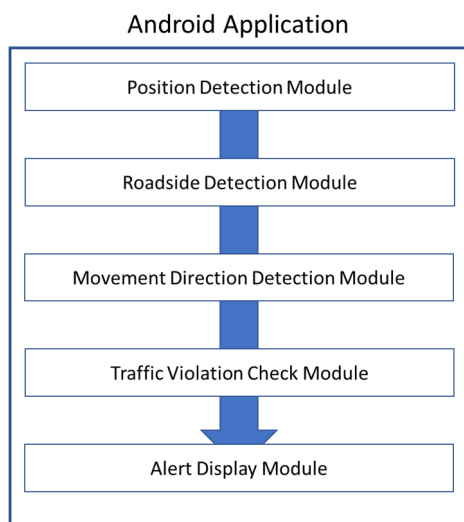 Android Application
Position Detection Module
Roadside Detection Module
Movement Direction Detection Module
Traffic Violation Check Module
Alert Display Module